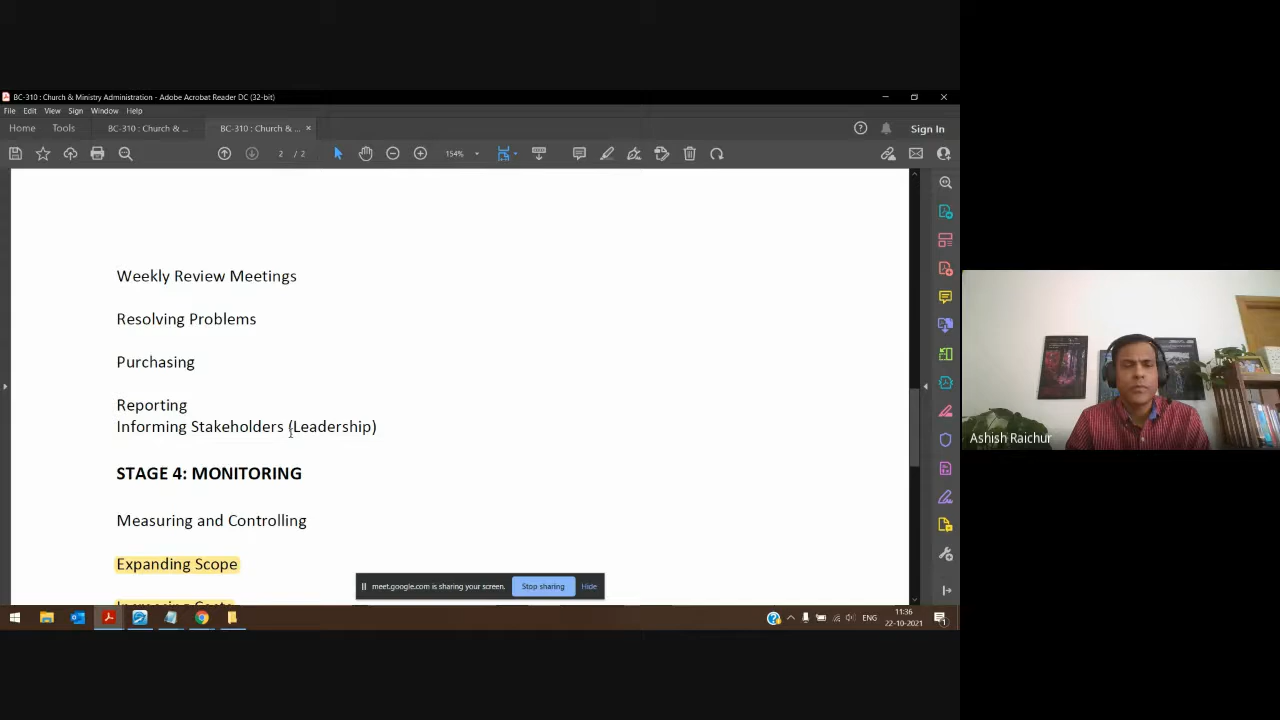 BC-310 : Church & Ministry Administration - Adobe Acrobat Reader DC (32-bit)
File Edit View Sign Window Help
Home Tools BC-310 : Church & ... BC-310 : Church & ... ×
Sign In
2 / 2
154%
Weekly Review Meetings
Resolving Problems
Purchasing
Reporting
Informing Stakeholders (Leadership)
STAGE 4: MONITORING
Measuring and Controlling
Expanding Scope
meet.google.com is sharing your screen. Stop sharing Hide
Ashish Raichur
ENG
11:36
22-10-2021